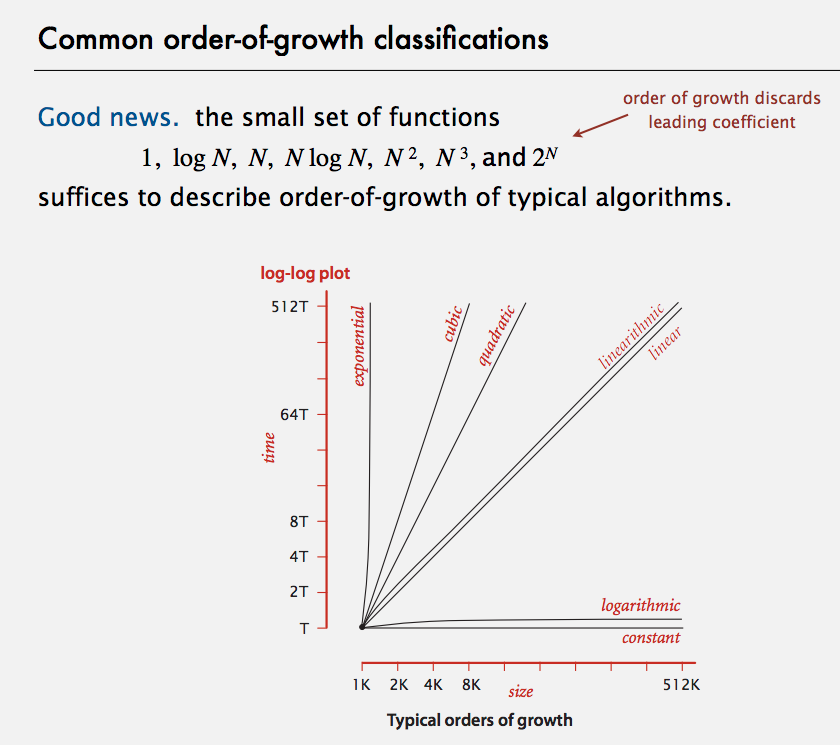 Common order-of-growth classifications
Good news. the small set of functions
1, log N, N, N log N, N², N³, and 2ᴺ
suffices to describe order-of-growth of typical algorithms.
order of growth discards
leading coefficient
log-log plot
512T
64T
8T
4T
2T
T
time
exponential
cubic
quadratic
linearithmic
linear
logarithmic
constant
1K 2K 4K 8K 512K
size
Typical orders of growth